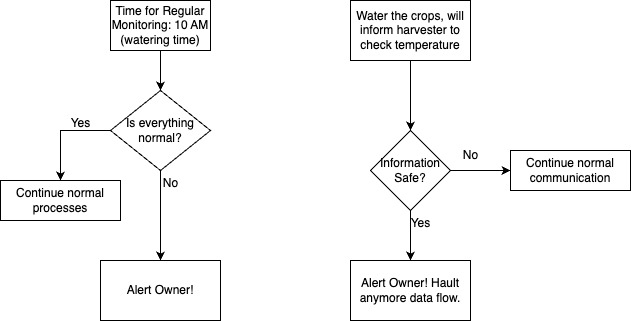 Time for Regular
Monitoring: 10 AM
(watering time)
Is everything
normal?
Yes
No
Continue normal
processes
Alert Owner!
Water the crops, will
inform harvester to
check temperature
Information
Safe?
No
Yes
Continue normal
communication
Alert Owner! Hault
anymore data flow.